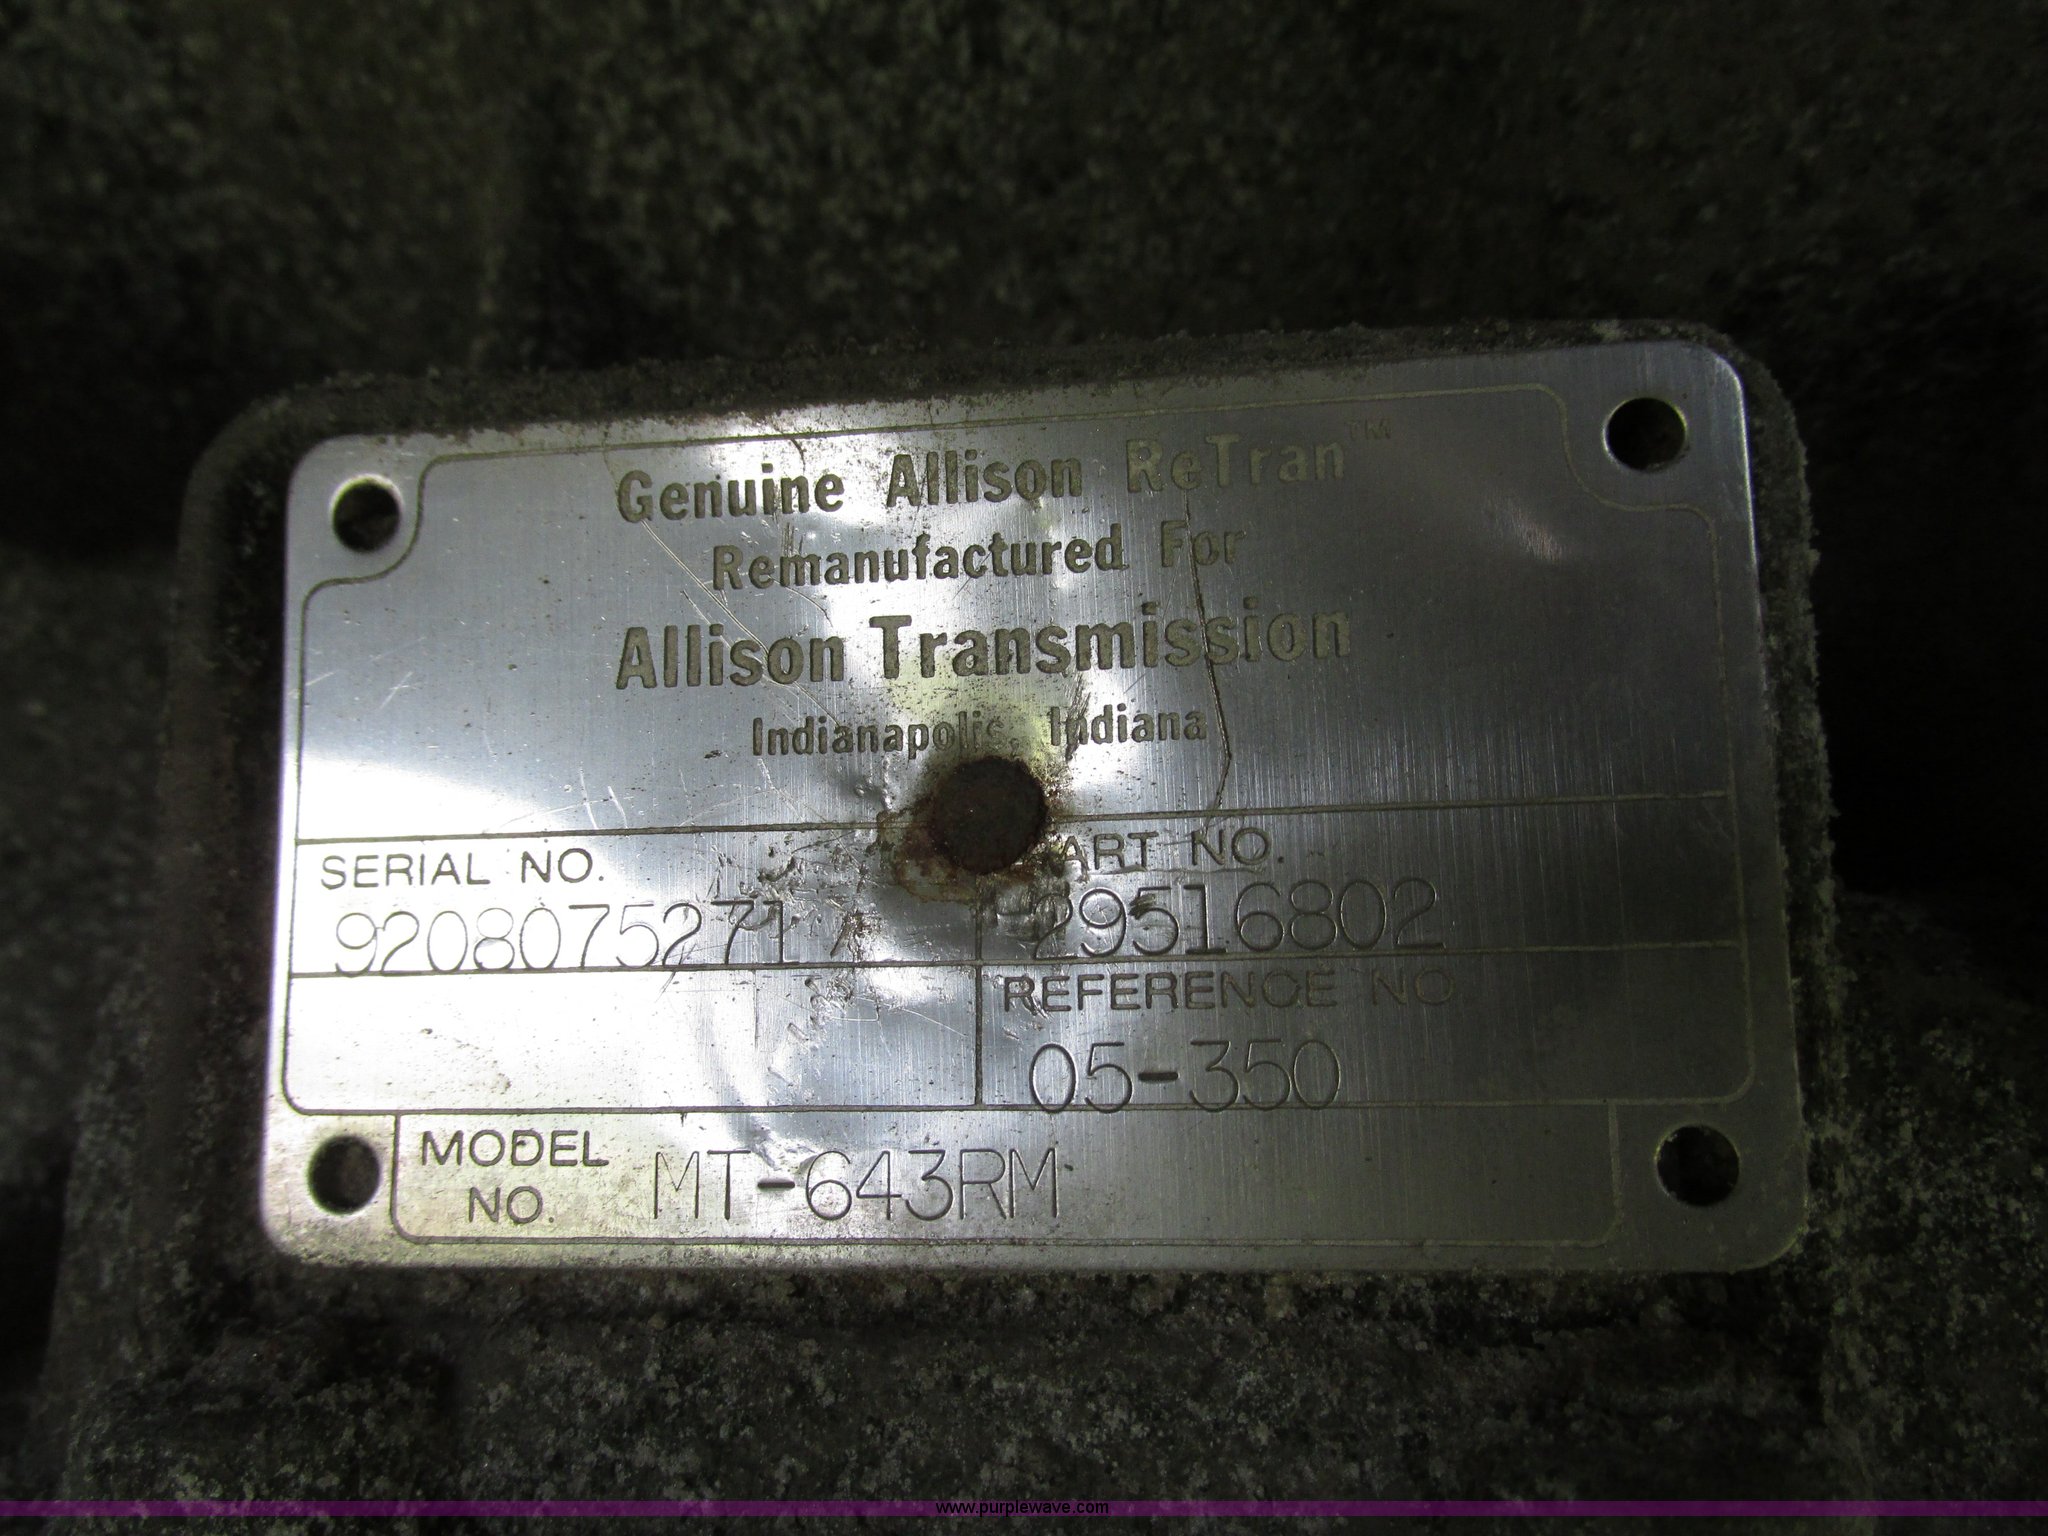 Genuine Allison ReTran™
Remanufactured For
Allison Transmission
Indianapolis, Indiana
SERIAL NO.
9208075271
PART NO.
29516802
REFERENCE NO.
05-350
MODEL NO.
MT-643RM
www.purplewave.com